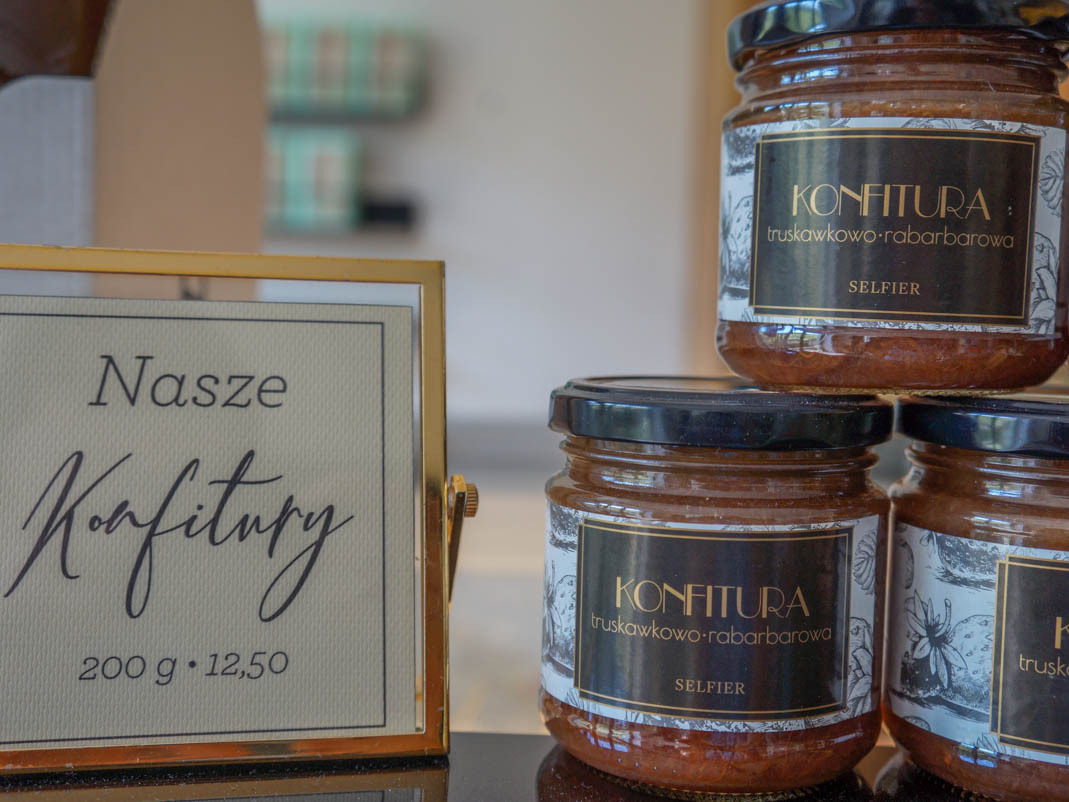 Nasze
Konfitury
200 g • 12,50
KONFITURA
truskawkowo•rabarbarowa
SELFIER
KONFITURA
truskawkowo•rabarbarowa
SELFIER